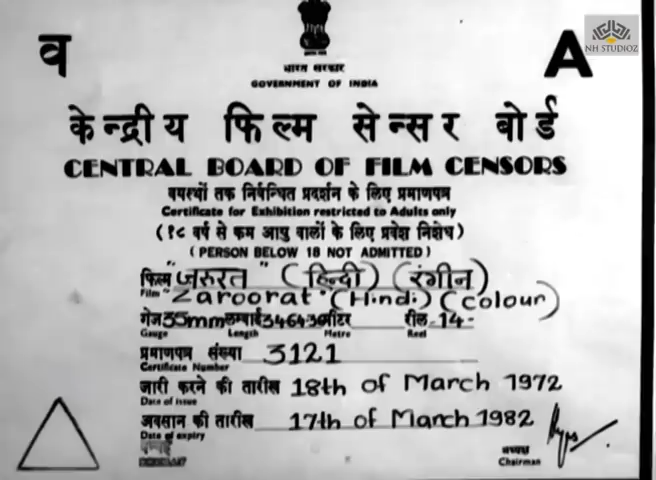 व
A
NH STUDIOZ
भारत सरकार
GOVERNMENT OF INDIA
केन्द्रीय फिल्म सेन्सर बोर्ड
CENTRAL BOARD OF FILM CENSORS
वयस्थों तक निर्बन्धित प्रदर्शन के लिए प्रमाणपत्र
Certificate for Exhibition restricted to Adults only
(१८ वर्ष से कम आयु वालों के लिए प्रवेश निशेध)
(PERSON BELOW 18 NOT ADMITTED)
फिल्म "जरुरत" (हिन्दी) (रंगीन)
Film "Zaroorat" (Hindi) (colour)
गेज 35mm लम्बाई 3464·30 मीटर रील -14-
Gauge Length Metre Reel
प्रमाणपत्र संख्या 3121
Certificate Number
जारी करने की तारीख 18th of March 1972
Date of issue
अवसान की तारीख 17th of March 1982
Date of expiry
अध्यक्ष
Chairman